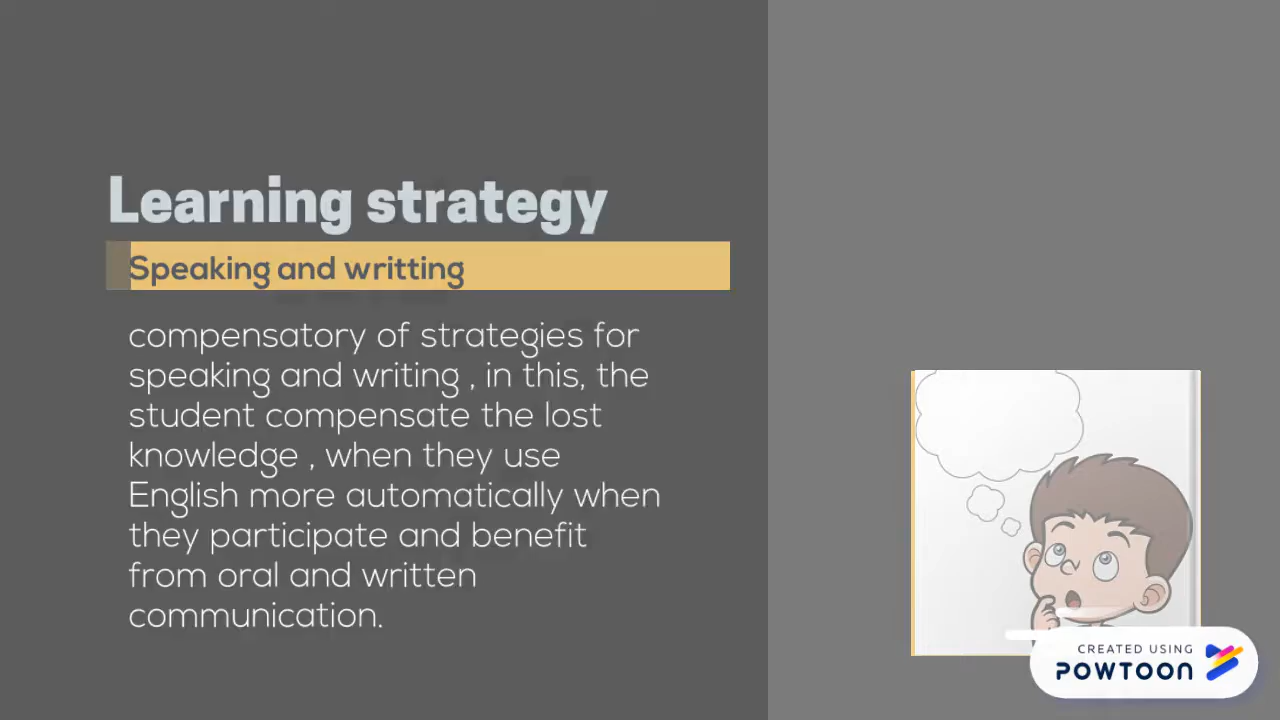 Learning strategy
Speaking and writting
compensatory of strategies for
speaking and writing , in this, the
student compensate the lost
knowledge , when they use
English more automatically when
they participate and benefit
from oral and written
communication.
CREATED USING
POWTOON